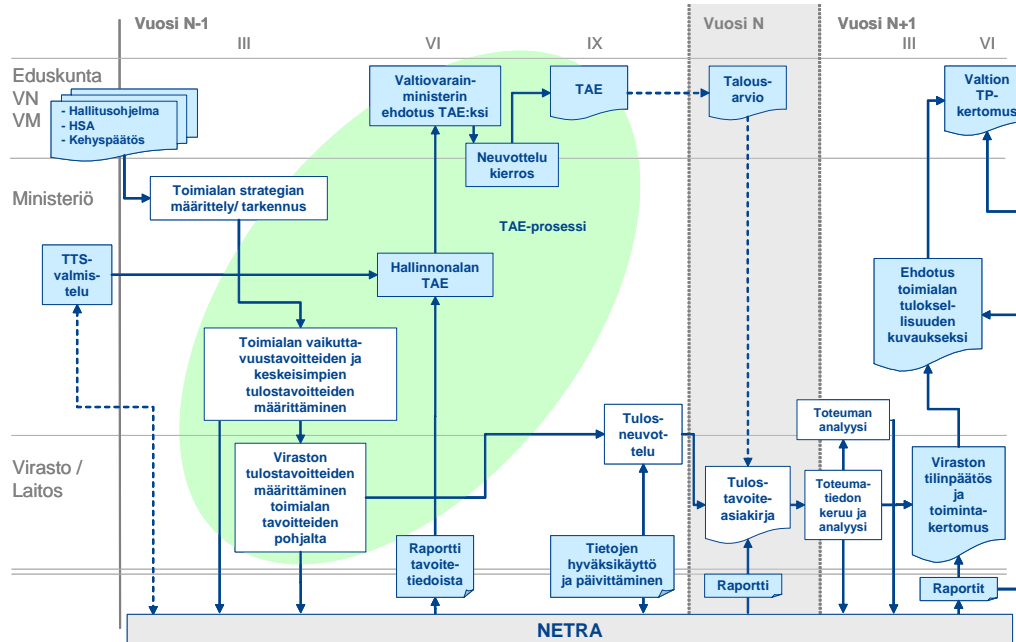 Vuosi N-1
Vuosi N
Vuosi N+1
III
VI
IX
III
VI
Eduskunta
VN
VM
- Hallitusohjelma
- HSA
- Kehyspäätös
Valtiovarain-
ministerin
ehdotus TAE:ksi
TAE
Talous-
arvio
Valtion
TP-
kertomus
Neuvottelu
kierros
Ministeriö
Toimialan strategian
määrittely/ tarkennus
TAE-prosessi
TTS-
valmis-
telu
Hallinnonalan
TAE
Ehdotus
toimialan
tuloksel-
lisuuden
kuvaukseksi
Toimialan vaikutta-
vuustavoitteiden ja
keskeisimpien
tulostavoitteiden
määrittäminen
Toteuman
analyysi
Tulos-
neuvot-
telu
Virasto /
Laitos
Viraston
tulostavoitteiden
määrittäminen
toimialan
tavoitteiden
pohjalta
Tulos-
tavoite-
asiakirja
Toteuma-
tiedon
keruu ja
analyysi
Viraston
tilinpäätös
ja
toiminta-
kertomus
Raportti
tavoite-
tiedoista
Tietojen
hyväksikäyttö
ja päivittäminen
Raportti
Raportit
NETRA